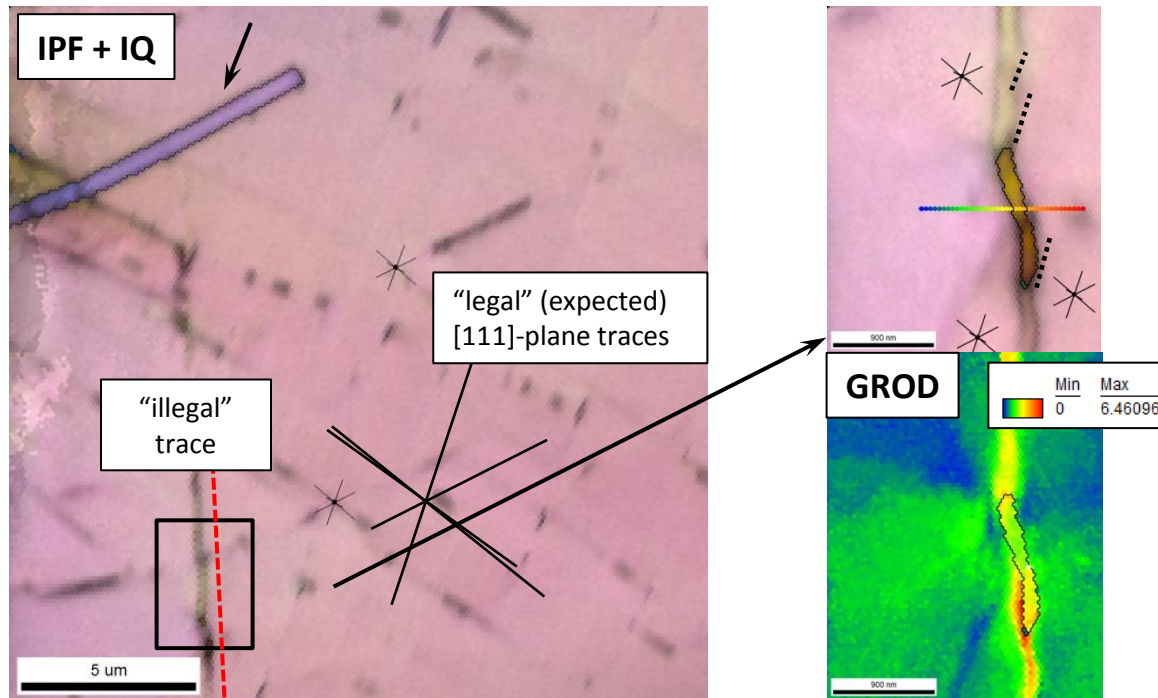 IPF + IQ
“legal” (expected)
[111]-plane traces
“illegal”
trace
5 um
900 nm
GROD
Min Max
0 6.46096
900 nm